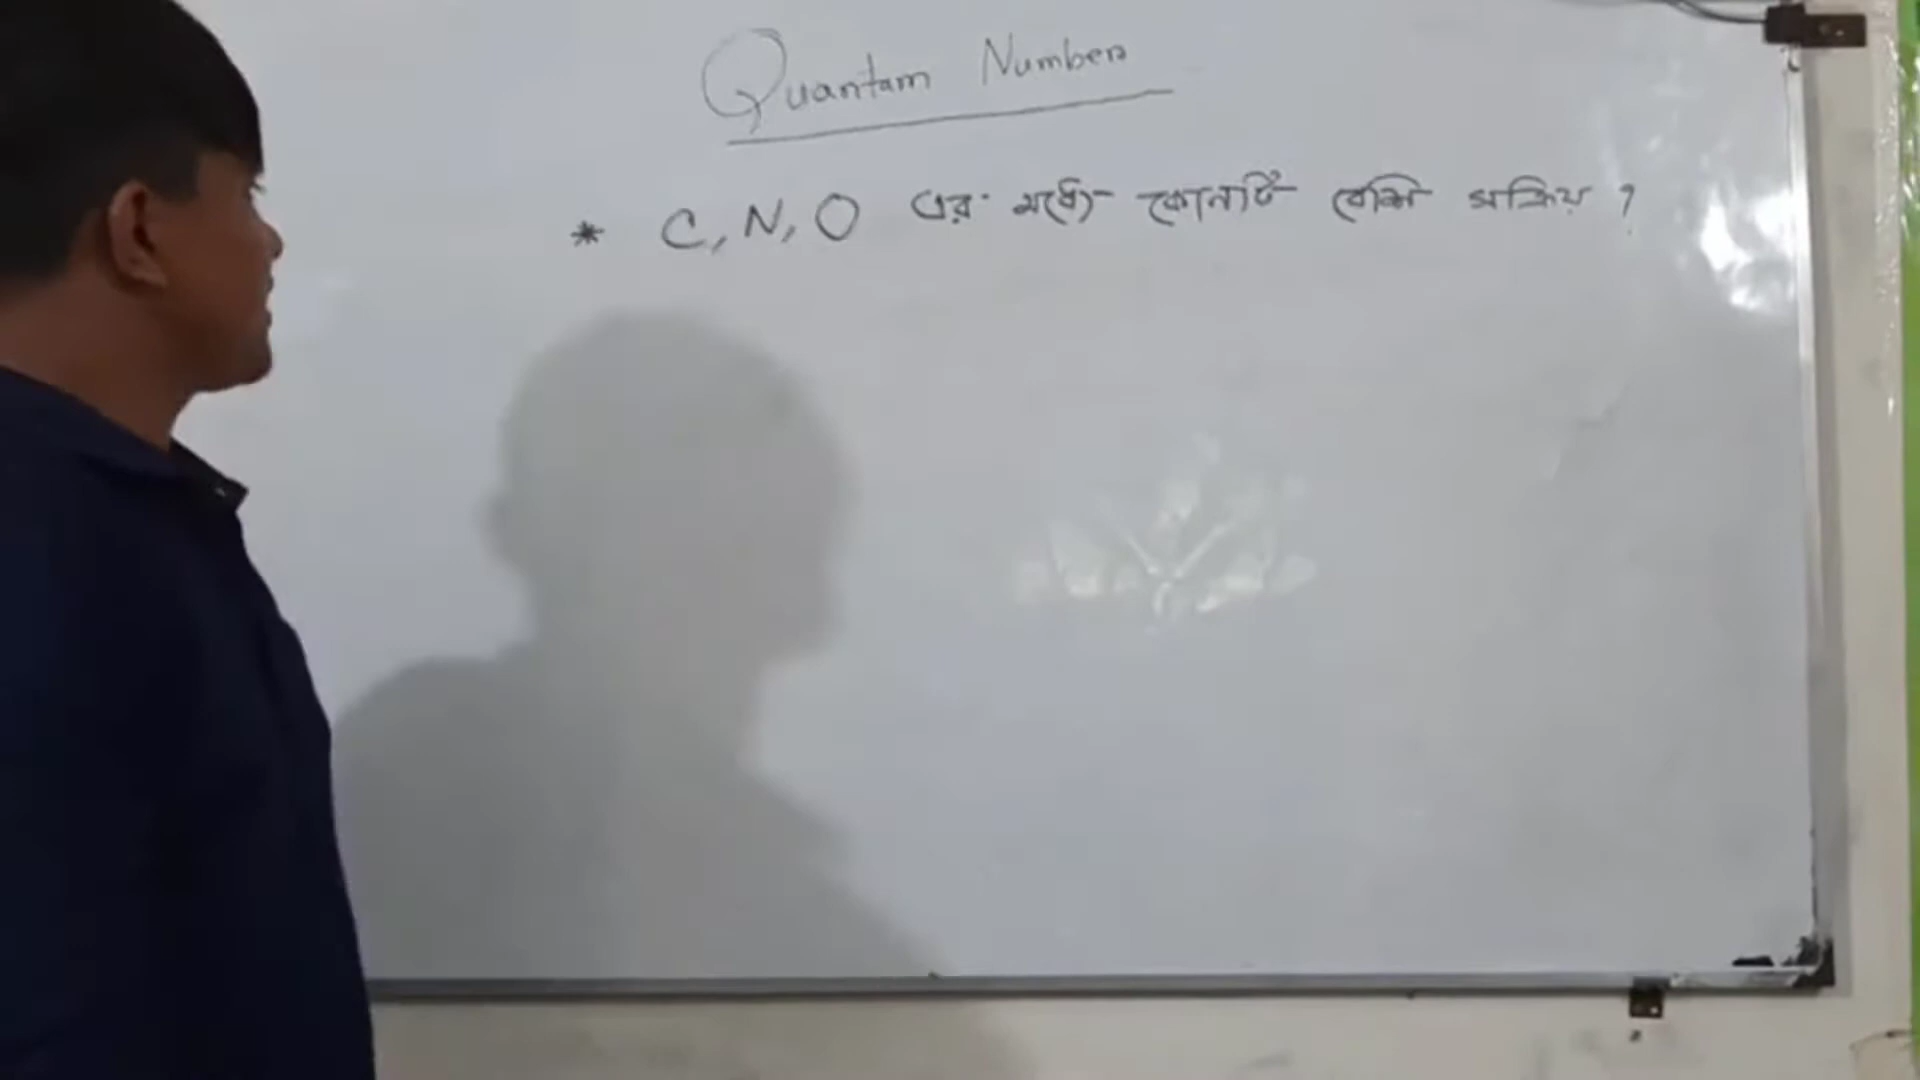 Quantam Number
* C, N, O এর মধ্যে কোনটি বেশি সক্রিয় ?